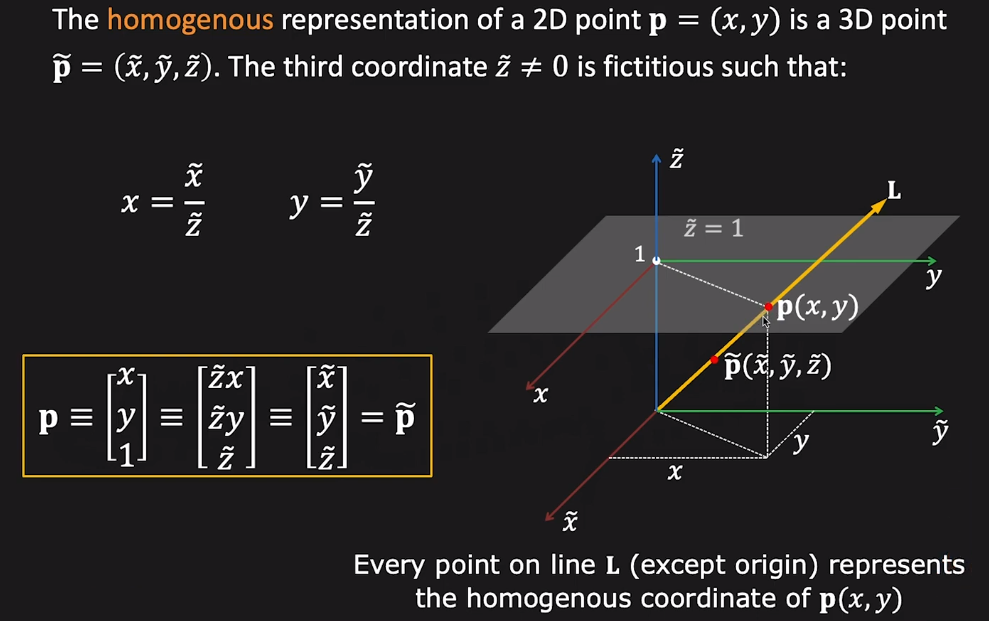 The homogenous representation of a 2D point p = (x, y) is a 3D point
p̃ = (x̃, ỹ, z̃). The third coordinate z̃ ≠ 0 is fictitious such that:
x = x̃/z̃    y = ỹ/z̃
z̃
L
z̃ = 1
1
y
p(x, y)
x
p̃(x̃, ỹ, z̃)
p ≡ [x y 1] ≡ [z̃x z̃y z̃] ≡ [x̃ ỹ z̃] = p̃
ỹ
y
x
x̃
Every point on line L (except origin) represents
the homogenous coordinate of p(x, y)